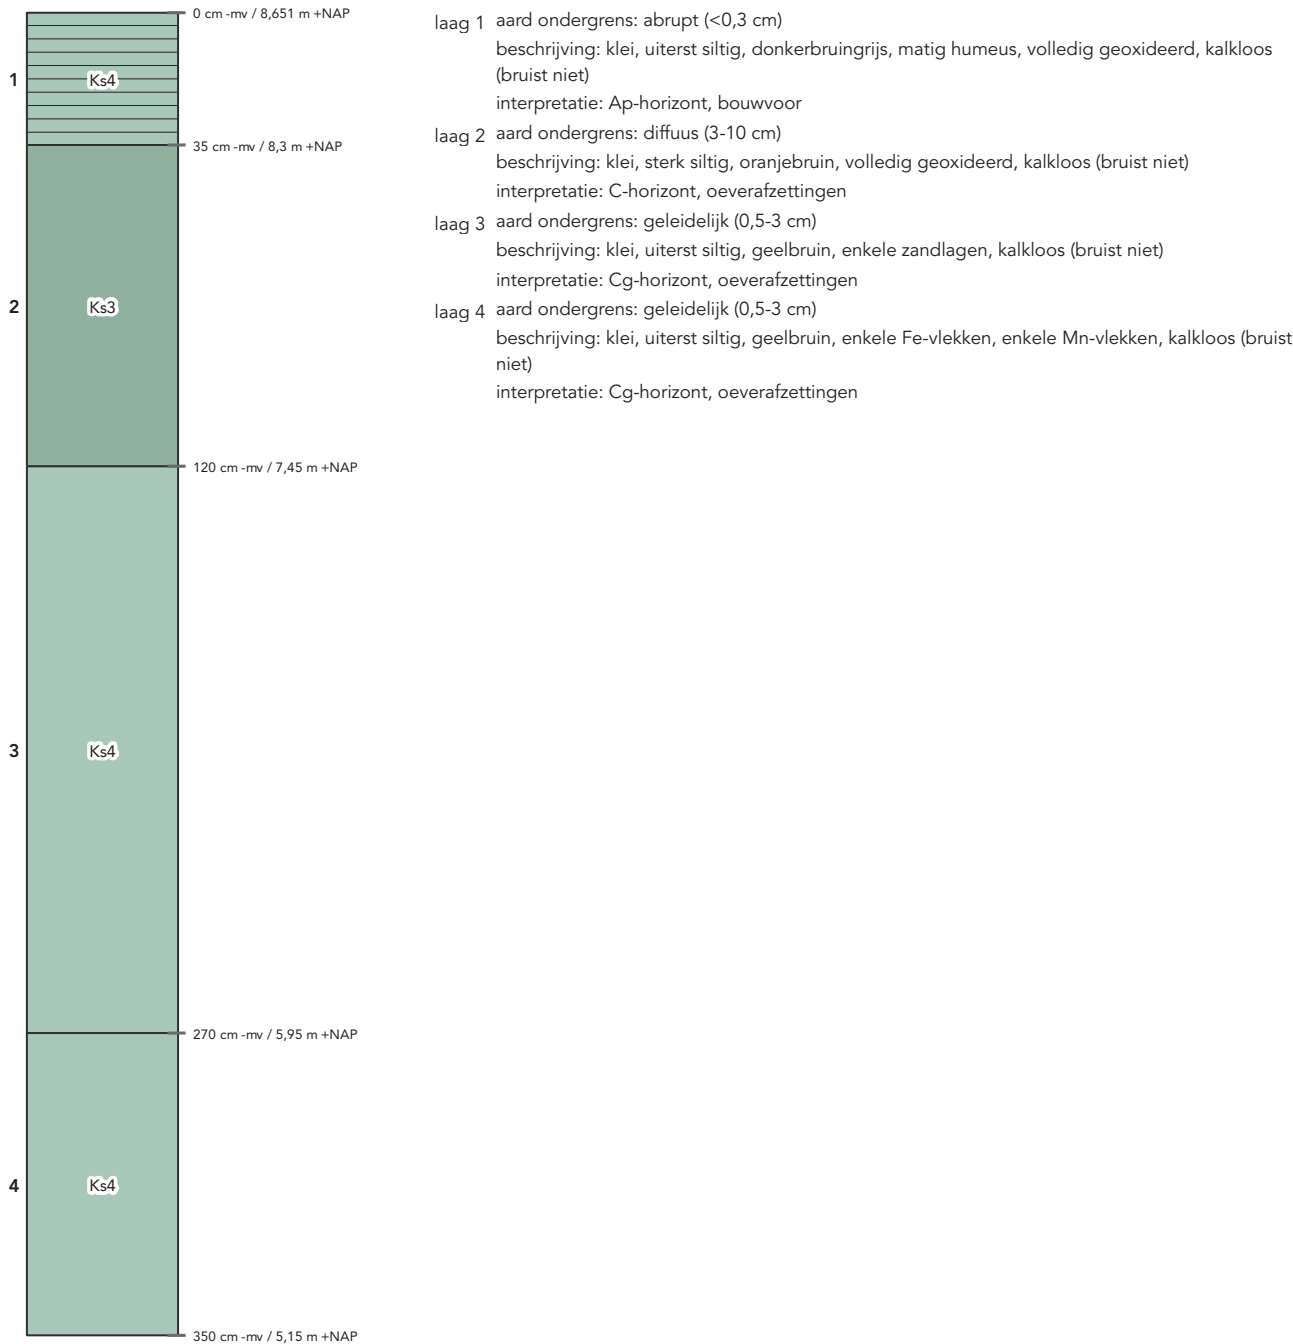 0 cm -mv / 8,651 m +NAP
1
Ks4
35 cm -mv / 8,3 m +NAP
2
Ks3
120 cm -mv / 7,45 m +NAP
3
Ks4
270 cm -mv / 5,95 m +NAP
4
Ks4
350 cm -mv / 5,15 m +NAP
laag 1 aard ondergrens: abrupt (<0,3 cm)
beschrijving: klei, uiterst siltig, donkerbruingrijs, matig humeus, volledig geoxideerd, kalkloos
(bruist niet)
interpretatie: Ap-horizont, bouwvoor
laag 2 aard ondergrens: diffuus (3-10 cm)
beschrijving: klei, sterk siltig, oranjebruin, volledig geoxideerd, kalkloos (bruist niet)
interpretatie: C-horizont, oeverafzettingen
laag 3 aard ondergrens: geleidelijk (0,5-3 cm)
beschrijving: klei, uiterst siltig, geelbruin, enkele zandlagen, kalkloos (bruist niet)
interpretatie: Cg-horizont, oeverafzettingen
laag 4 aard ondergrens: geleidelijk (0,5-3 cm)
beschrijving: klei, uiterst siltig, geelbruin, enkele Fe-vlekken, enkele Mn-vlekken, kalkloos (bruist
niet)
interpretatie: Cg-horizont, oeverafzettingen